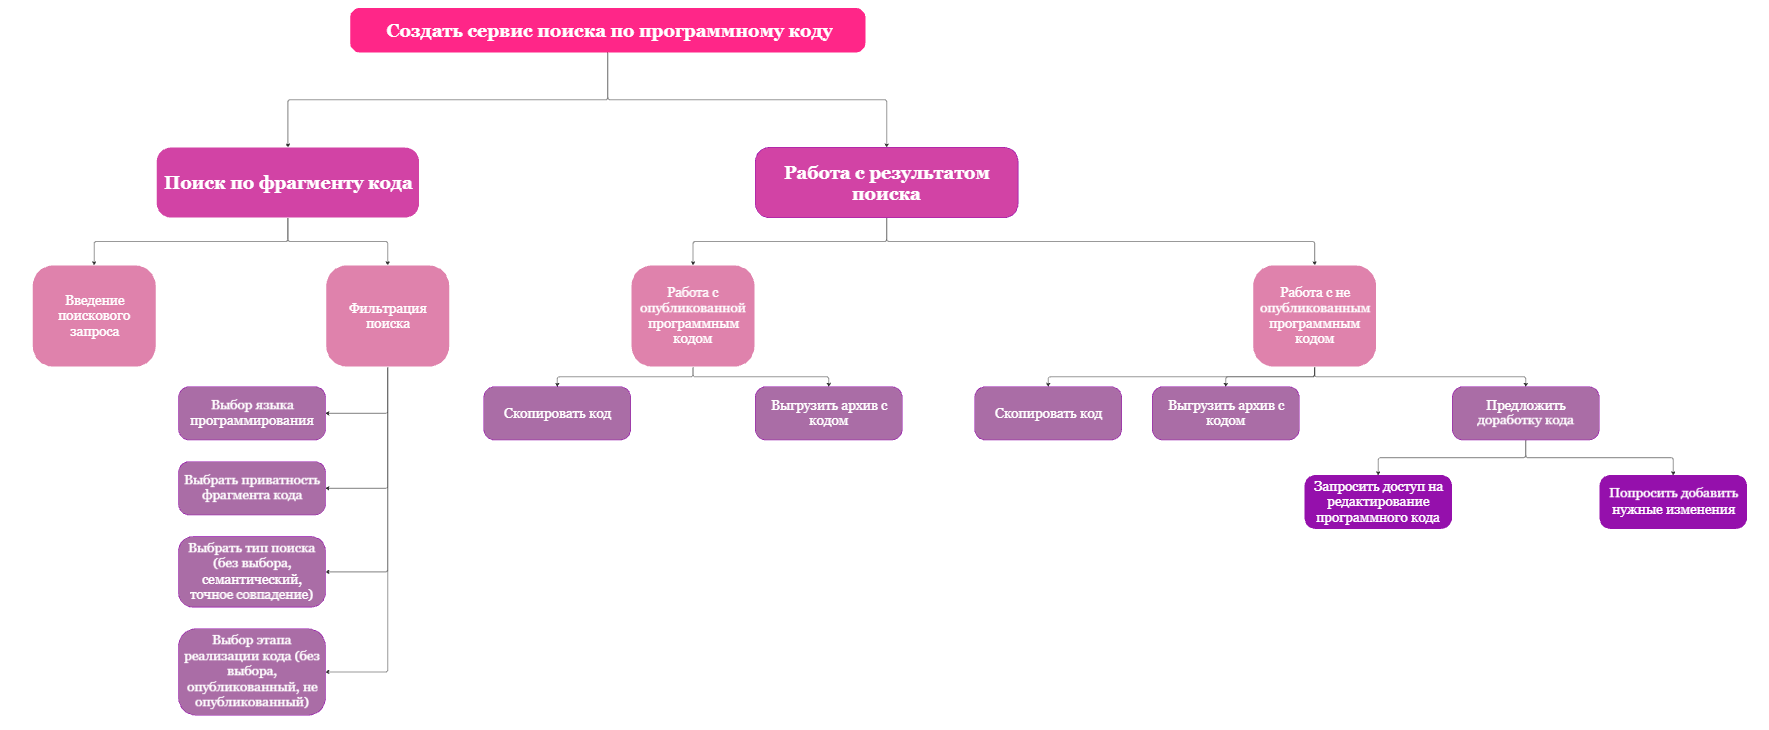 Создать сервис поиска по программному коду
Поиск по фрагменту кода
Работа с результатом
поиска
Введение
поискового
запроса
Фильтрация
поиска
Работа с
опубликованной
программным
кодом
Работа с не
опубликованным
программным
кодом
Выбор языка
программирования
Выбрать приватность
фрагмента кода
Выбрать тип поиска
(без выбора,
семантический,
точное совпадение)
Выбор этапа
реализации кода (без
выбора,
опубликованный, не
опубликованный)
Скопировать код
Выгрузить архив с
кодом
Скопировать код
Выгрузить архив с
кодом
Предложить
доработку кода
Запросить доступ на
редактирование
программного кода
Попросить добавить
нужные изменения